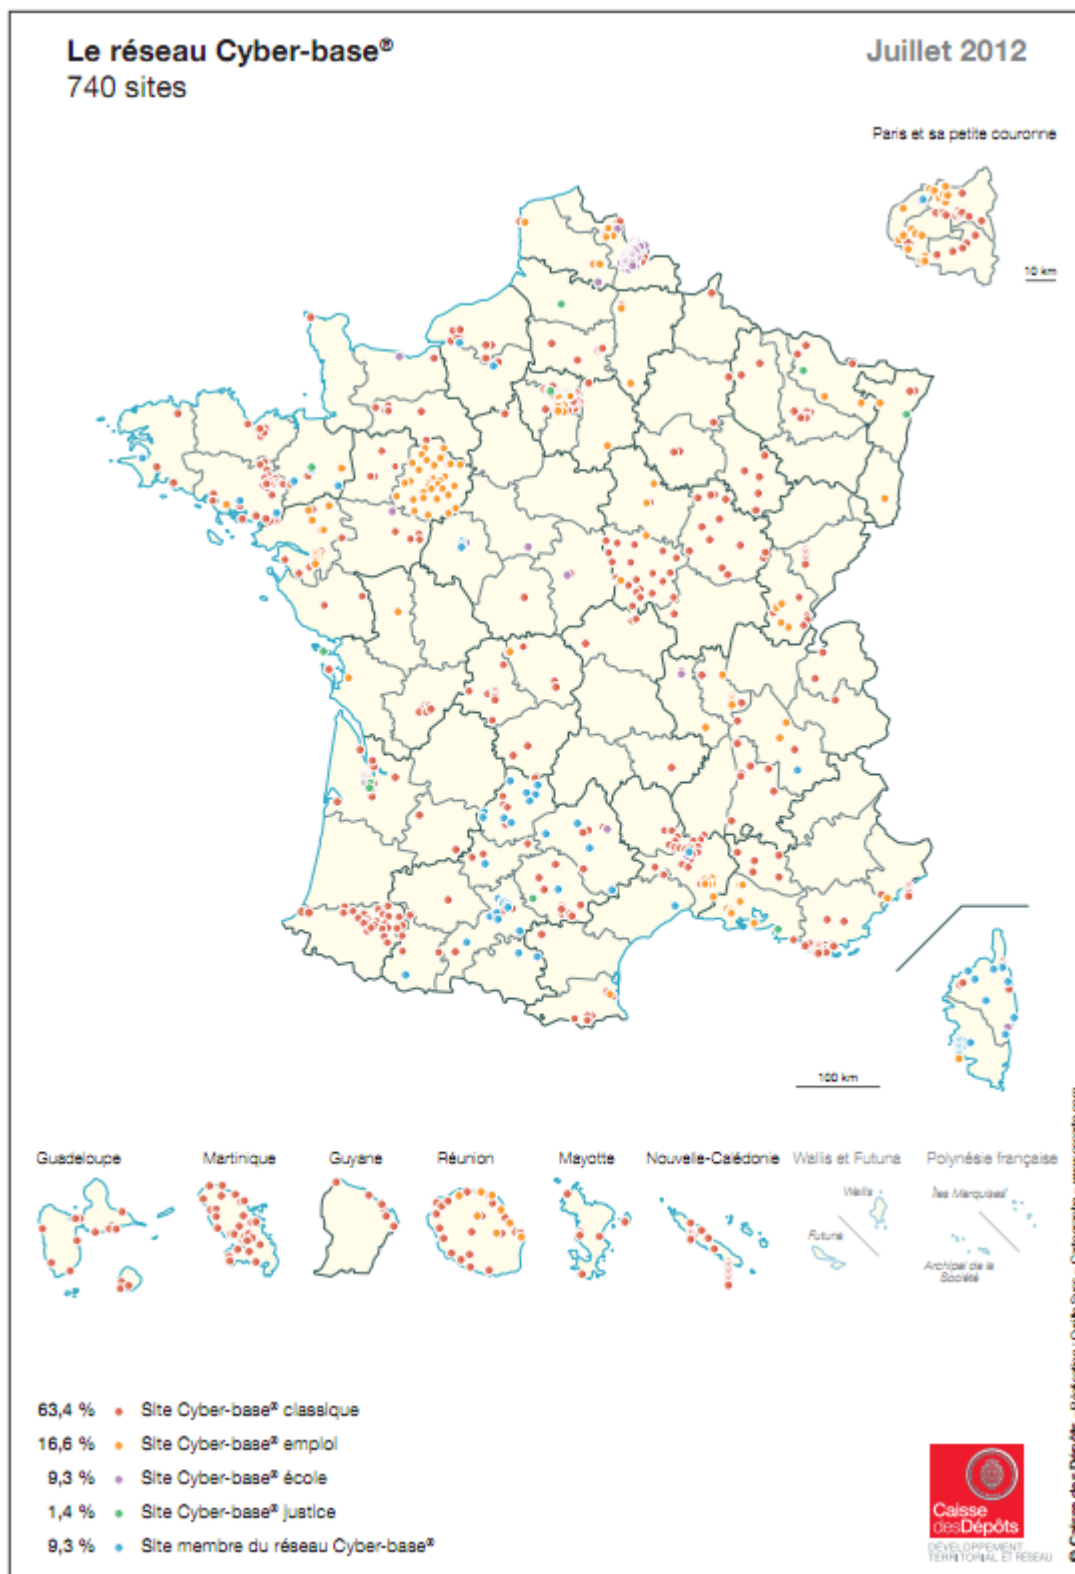 Le réseau Cyber-base®
740 sites
Juillet 2012
Paris et sa petite couronne
10 km
100 km
Guadeloupe
Martinique
Guyane
Réunion
Mayotte
Nouvelle-Calédonie
Wallis et Futuna
Polynésie française
Wallis
Futuna
Îles Marquises
Archipel de la
Société
63,4 % Site Cyber-base® classique
16,6 % Site Cyber-base® emploi
9,3 % Site Cyber-base® école
1,4 % Site Cyber-base® justice
9,3 % Site membre du réseau Cyber-base®
Caisse
desDépôts
DÉVELOPPEMENT
TERRITORIAL ET RÉSEAU
© Caisse des Dépôts